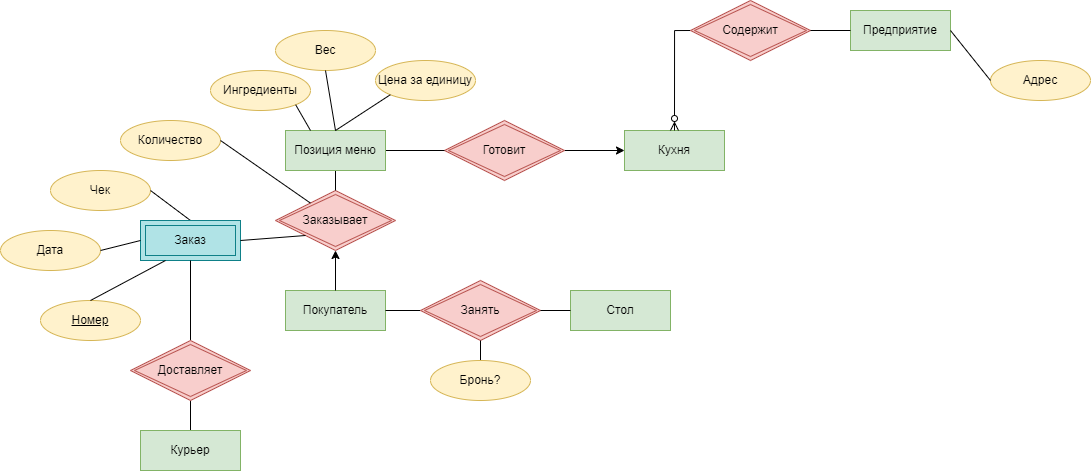 Содержит
Предприятие
Вес
Цена за единицу
Адрес
Ингредиенты
Количество
Позиция меню
Готовит
Кухня
Чек
Заказывает
Заказ
Дата
Номер
Покупатель
Занять
Стол
Доставляет
Бронь?
Курьер